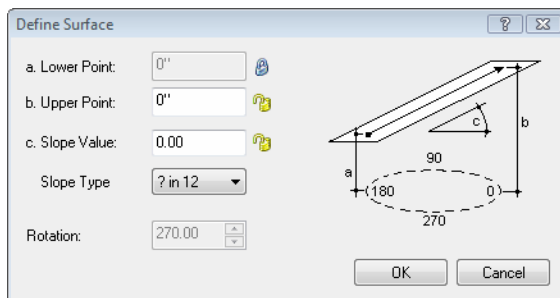 Define Surface
a. Lower Point: 0"
b. Upper Point: 0"
c. Slope Value: 0.00
Slope Type ? in 12
Rotation: 270.00
c
b
a
90
180
0
270
OK
Cancel